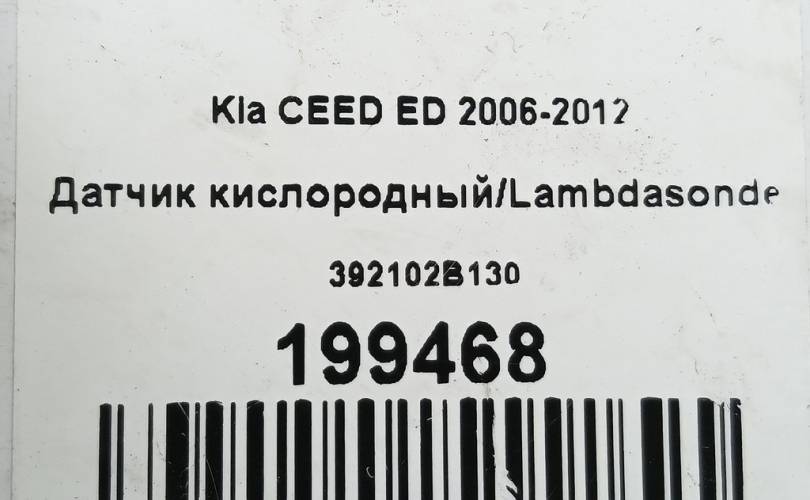 Kia CEED ED 2006-2012
Датчик кислородный/Lambdasonde
392102B130
199468